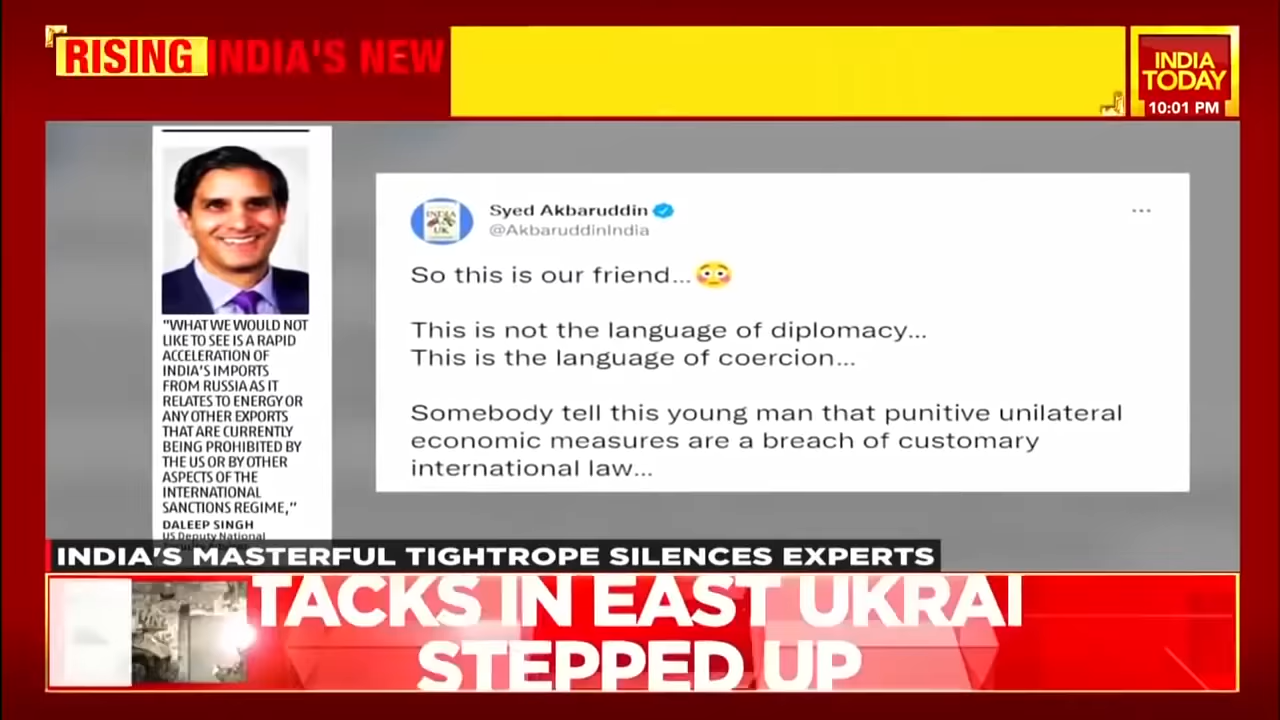 RISING INDIA'S NEW
INDIA
TODAY
10:01 PM
"WHAT WE WOULD NOT
LIKE TO SEE IS A RAPID
ACCELERATION OF
INDIA'S IMPORTS
FROM RUSSIA AS IT
RELATES TO ENERGY OR
ANY OTHER EXPORTS
THAT ARE CURRENTLY
BEING PROHIBITED BY
THE US OR BY OTHER
ASPECTS OF THE
INTERNATIONAL
SANCTIONS REGIME,"
DALEEP SINGH
US Deputy National
INDIA
UK
Syed Akbaruddin
@AkbaruddinIndia
So this is our friend...😳
This is not the language of diplomacy...
This is the language of coercion...
Somebody tell this young man that punitive unilateral
economic measures are a breach of customary
international law...
INDIA'S MASTERFUL TIGHTROPE SILENCES EXPERTS
TACKS IN EAST UKRAI
STEPPED UP